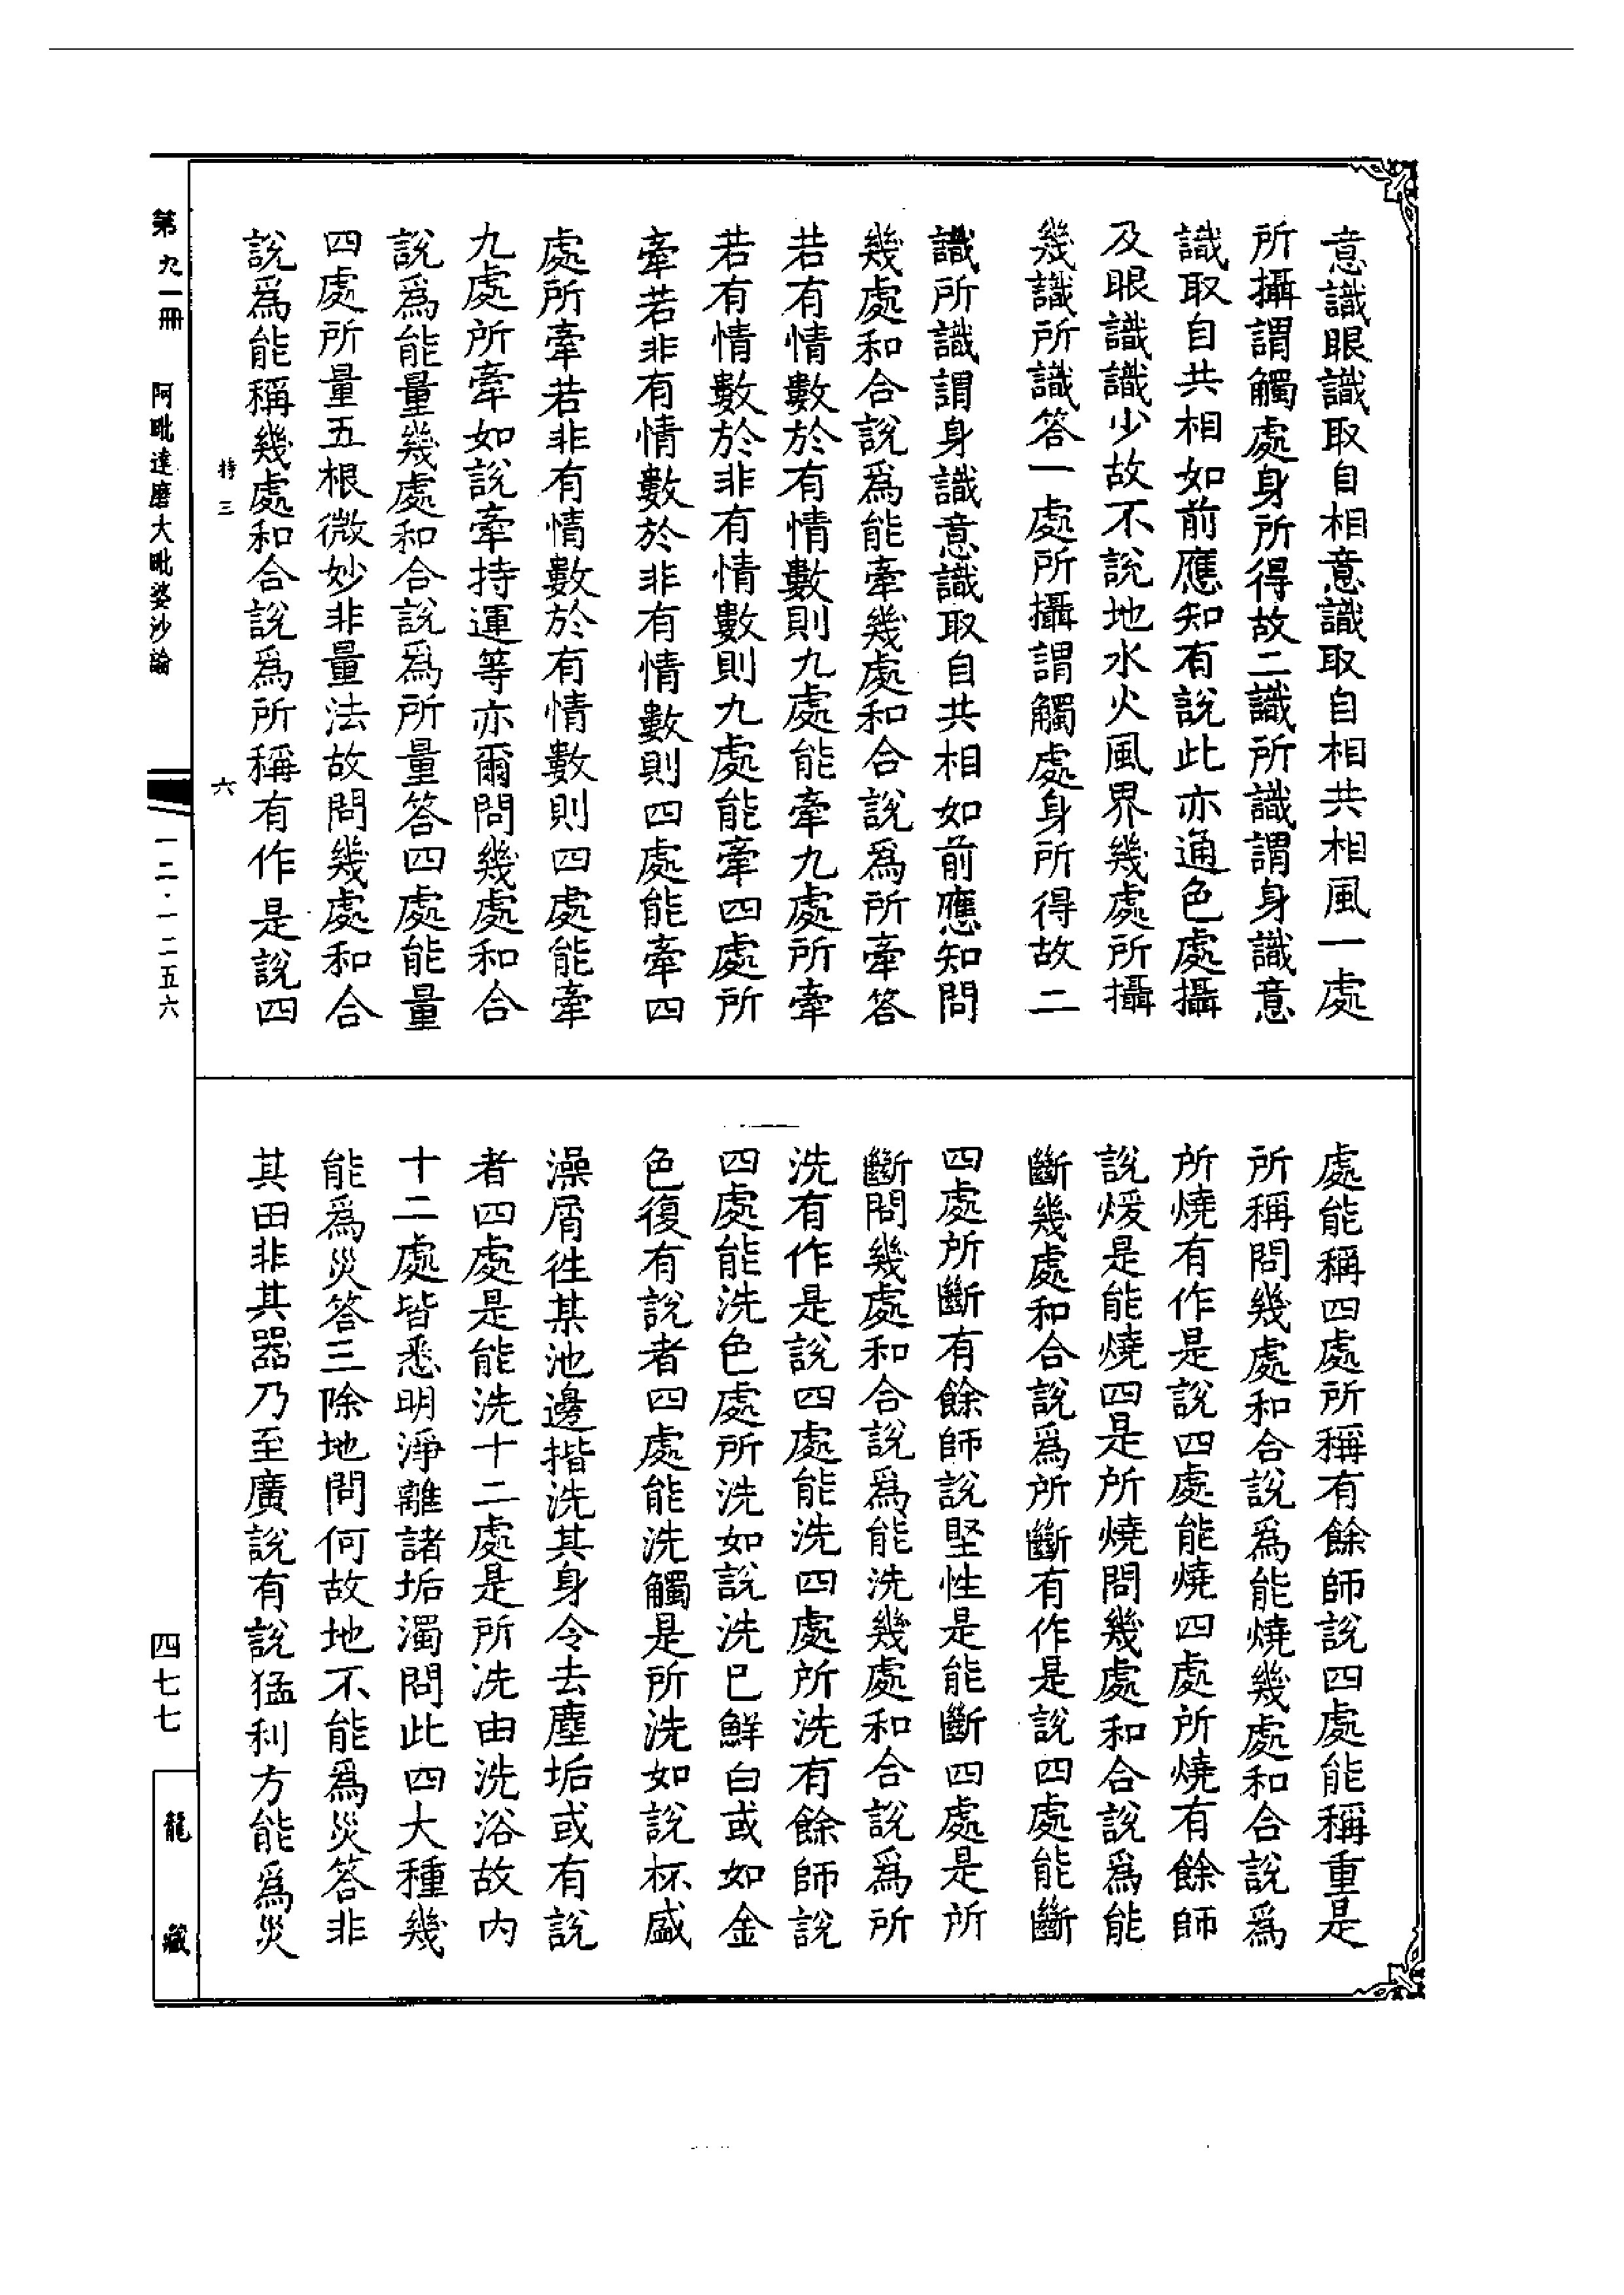 意識眼識取自相意識取自相共相風一處
所攝謂觸處身所得故二識所識謂身識意
識取自共相如前應知有說此亦通色處攝
及眼識識少故不說地水火風界幾處所攝
幾識所識答一處所攝謂觸處身所得故二
識所識謂身識意識取自共相如前應知問
幾處和合說爲能牽幾處和合說爲所牽答
若有情數於有情數則九處能牽九處所牽
若有情數於非有情數則九處能牽四處所
牽若非有情數於非有情數則四處能牽四
處所牽若非有情數於有情數則四處能牽
九處所牽如說牽持運等亦爾問幾處和合
說爲能量幾處和合說爲所量答四處能量
四處所量五根微妙非量法故問幾處和合
說爲能稱幾處和合說爲所稱有作是說四
處能稱四處所稱有餘師說四處能稱重是
所稱問幾處和合說爲能燒幾處和合說爲
所燒有作是說四處能燒四處所燒有餘師
說煖是能燒四是所燒問幾處和合說爲能
斷幾處和合說爲所斷有作是說四處能斷
四處所斷有餘師說堅性是能斷四處是所
斷問幾處和合說爲能洗幾處和合說爲所
洗有作是說四處能洗四處所洗有餘師說
四處能洗色處所洗如說洗巳鮮白或如金
色復有說者四處能洗觸是所洗如說杯盛
澡屑徃某池邊揩洗其身令去塵垢或有說
者四處是能洗十二處是所洗由洗浴故內
十二處皆悉明淨離諸垢濁問此四大種幾
能爲災答三除地問何故地不能爲災答非
其田非其器乃至廣說有說猛利方能爲災
特三
六
第九一冊
阿毗達磨大毗婆沙論
一二·一二五六
四七七
龍藏